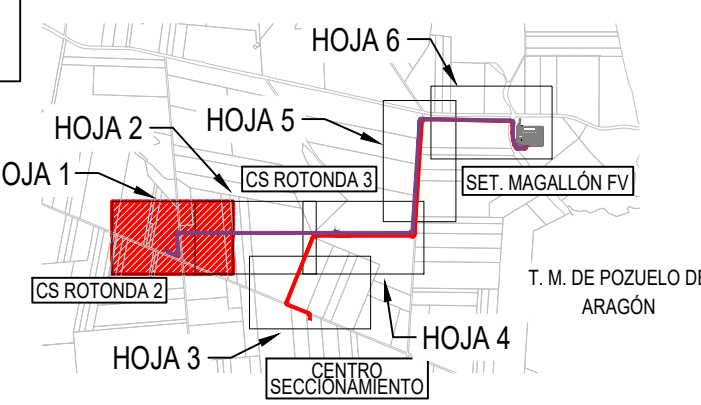 HOJA 6
HOJA 5
HOJA 2
OJA 1
CS ROTONDA 3
SET. MAGALLÓN FV
CS ROTONDA 2
T. M. DE POZUELO DE
ARAGÓN
HOJA 4
HOJA 3
CENTRO
SECCIONAMIENTO